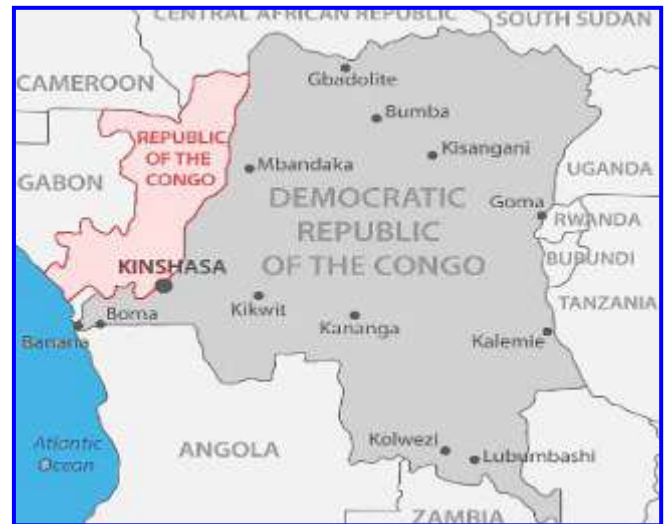 CENTRAL AFRICAN REPUBLIC
SOUTH SUDAN
CAMEROON
Gbadolite
Bumba
REPUBLIC
OF THE
CONGO
Kisangani
Mbandaka
UGANDA
GABON
DEMOCRATIC
REPUBLIC
OF THE CONGO
Goma
RWANDA
BURUNDI
KINSHASA
TANZANIA
Kikwit
Boma
Kananga
Banana
Kalemie
Atlantic
Ocean
ANGOLA
Kolwezi
Lubumbashi
ZAMBIA